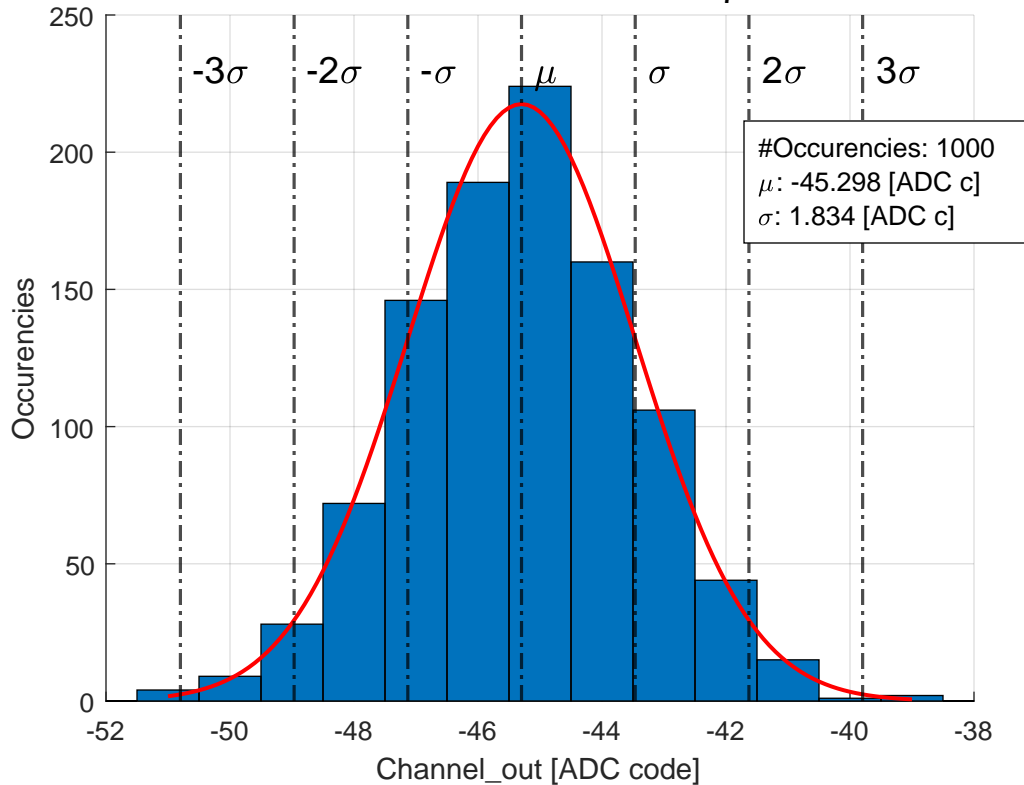 250
200
150
100
50
0
-3σ
-2σ
-σ
μ
σ
2σ
3σ
#Occurencies: 1000
μ: -45.298 [ADC c]
σ: 1.834 [ADC c]
Occurencies
-52
-50
-48
-46
-44
-42
-40
-38
Channel_out [ADC code]